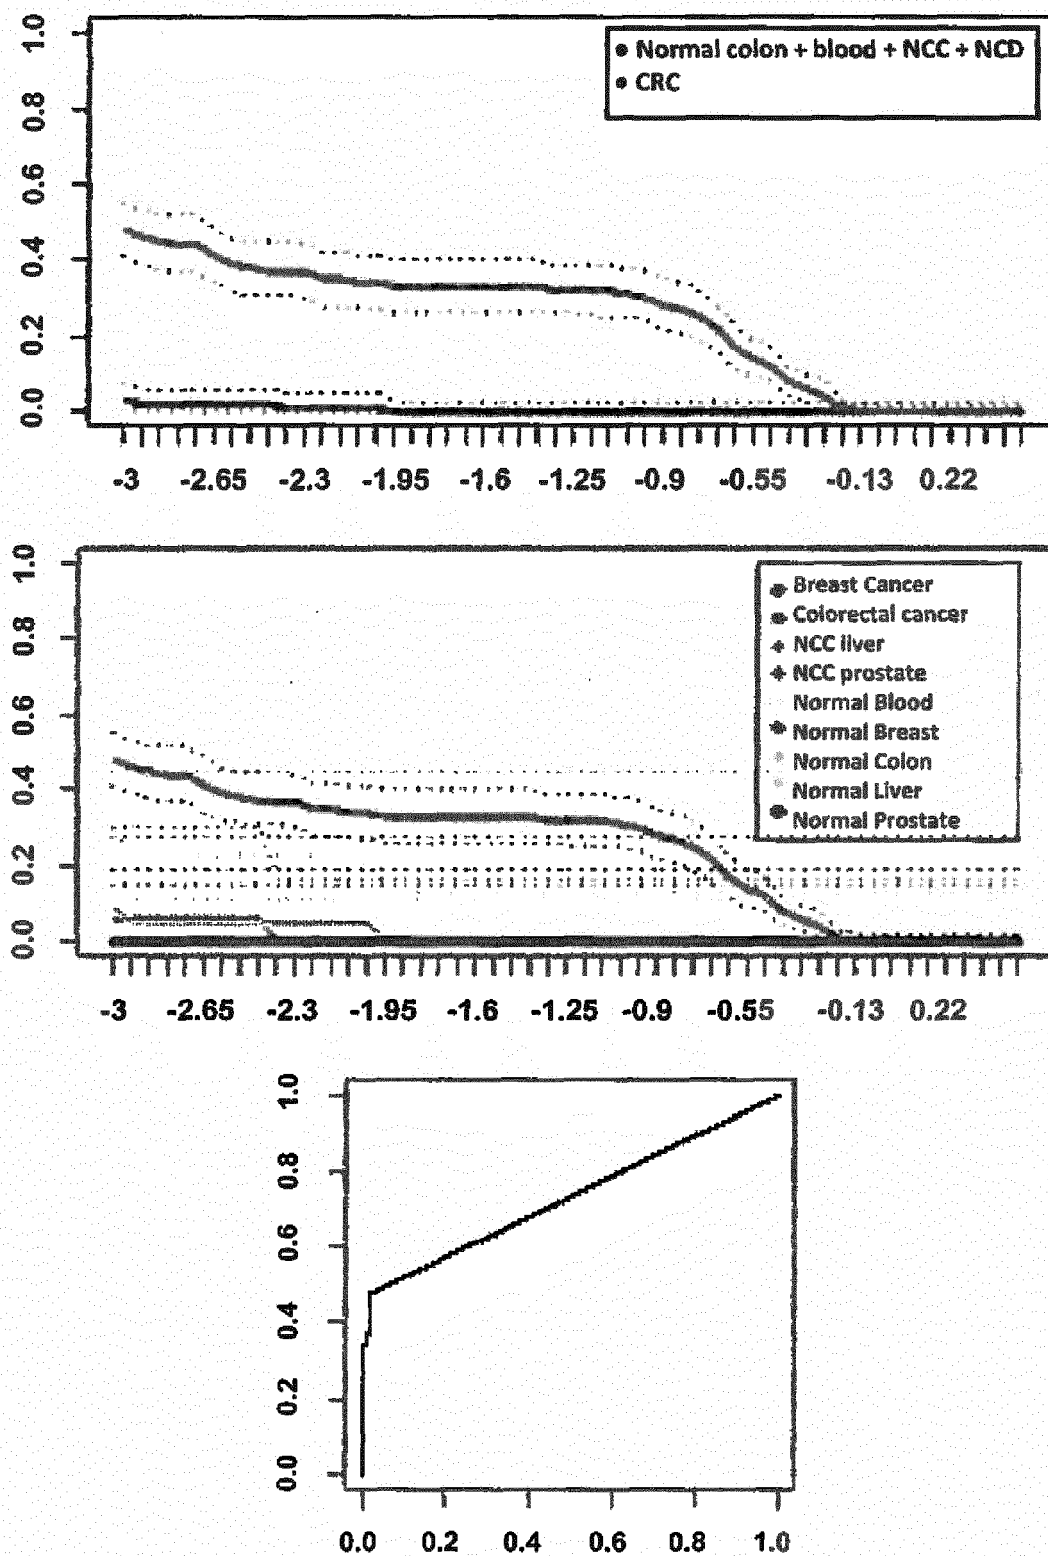 1.0
0.8
0.6
0.4
0.2
0.0
Normal colon + blood + NCC + NCD
CRC
-3 -2.65 -2.3 -1.95 -1.6 -1.25 -0.9 -0.55 -0.13 0.22
1.0
0.8
0.6
0.4
0.2
0.0
Breast Cancer
Colorectal cancer
NCC liver
NCC prostate
Normal Blood
Normal Breast
Normal Colon
Normal Liver
Normal Prostate
-3 -2.65 -2.3 -1.95 -1.6 -1.25 -0.9 -0.55 -0.13 0.22
1.0
0.8
0.6
0.4
0.2
0.0
0.0 0.2 0.4 0.6 0.8 1.0